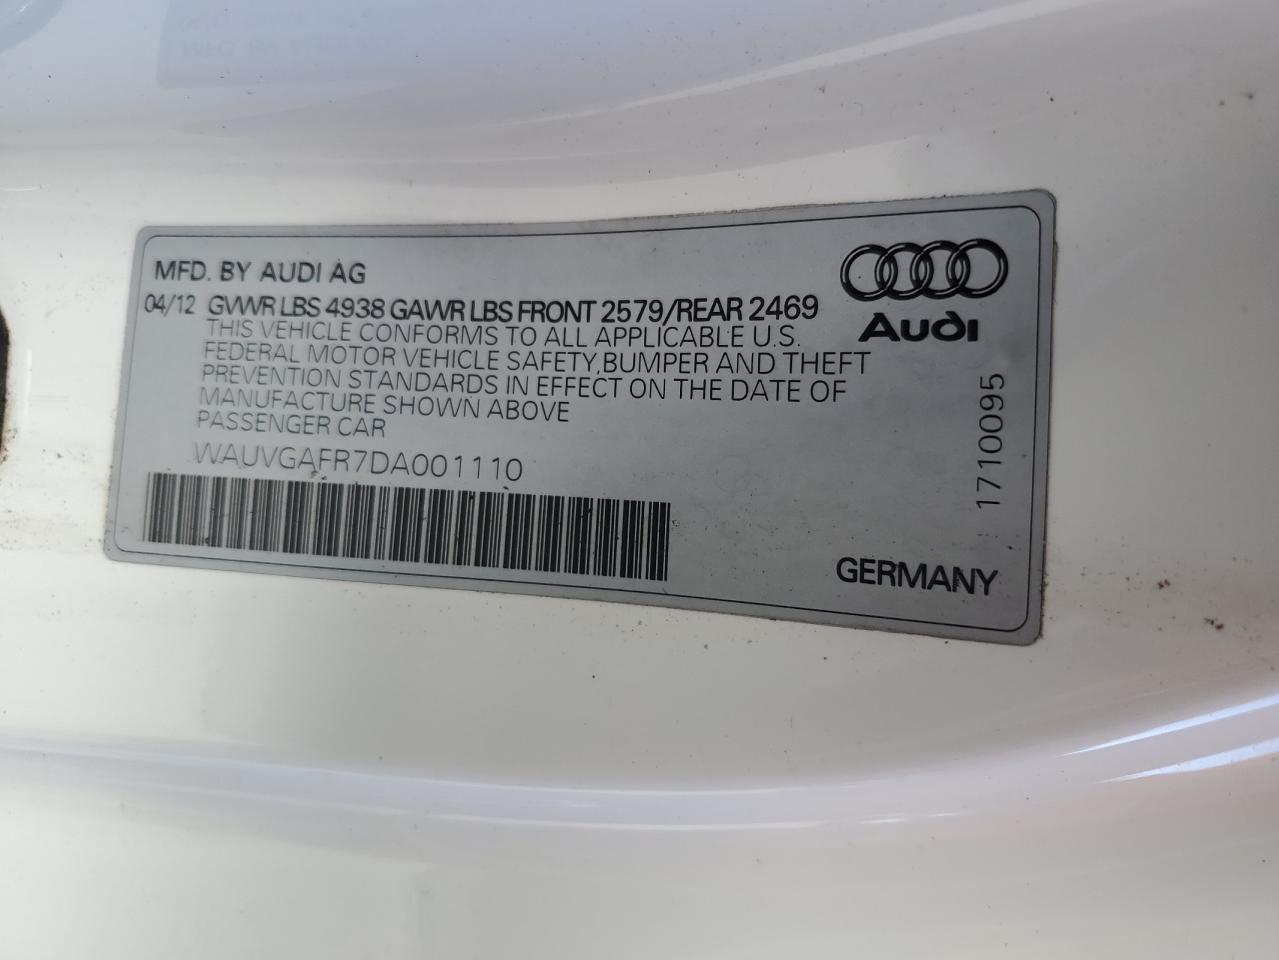 MFD. BY AUDI AG
04/12 GVWR LBS 4938 GAWR LBS FRONT 2579/REAR 2469
THIS VEHICLE CONFORMS TO ALL APPLICABLE U.S.
FEDERAL MOTOR VEHICLE SAFETY,BUMPER AND THEFT
PREVENTION STANDARDS IN EFFECT ON THE DATE OF
MANUFACTURE SHOWN ABOVE
PASSENGER CAR
WAUVGAFR7DA001110
Audi
1710095
GERMANY